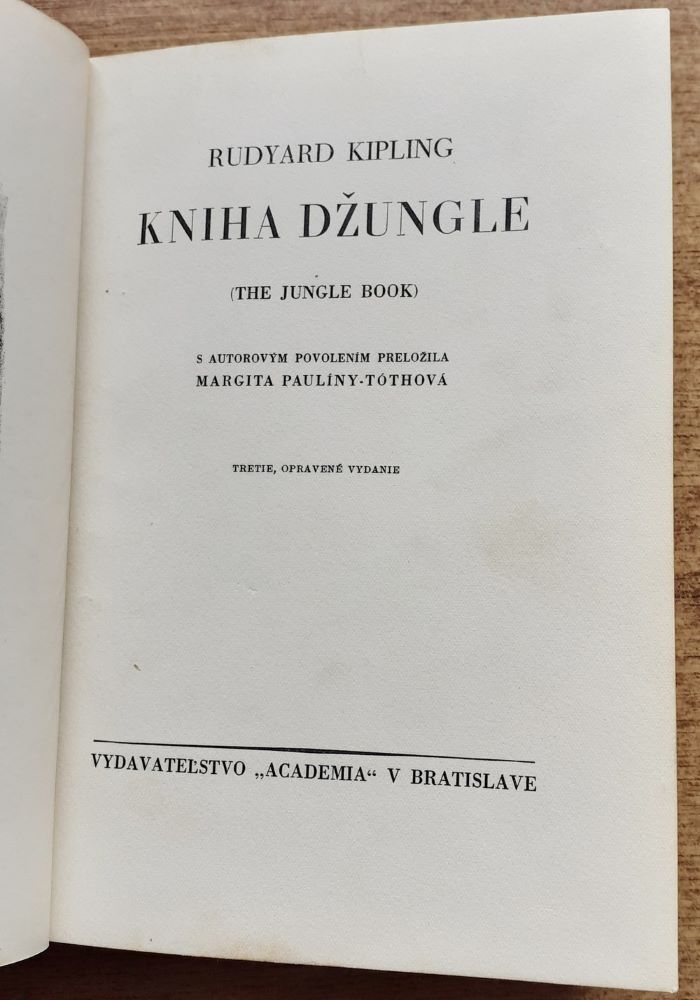 RUDYARD KIPLING
KNIHA DŽUNGLE
(THE JUNGLE BOOK)
S AUTOROVÝM POVOLENÍM PRELOŽILA
MARGITA PAULÍNY-TÓTHOVÁ
TRETIE, OPRAVENÉ VYDANIE
VYDAVATEĽSTVO „ACADEMIA“ V BRATISLAVE